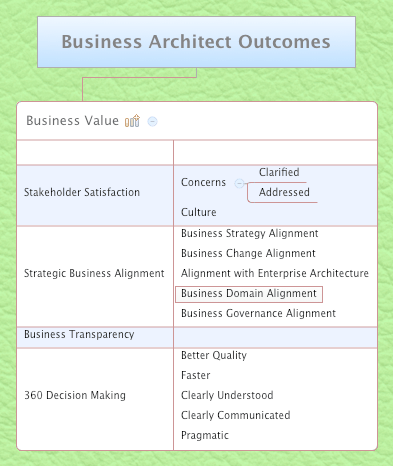 Business Architect Outcomes
Business Value
Stakeholder Satisfaction
Concerns
Clarified
Addressed
Culture
Strategic Business Alignment
Business Strategy Alignment
Business Change Alignment
Alignment with Enterprise Architecture
Business Domain Alignment
Business Governance Alignment
Business Transparency
360 Decision Making
Better Quality
Faster
Clearly Understood
Clearly Communicated
Pragmatic